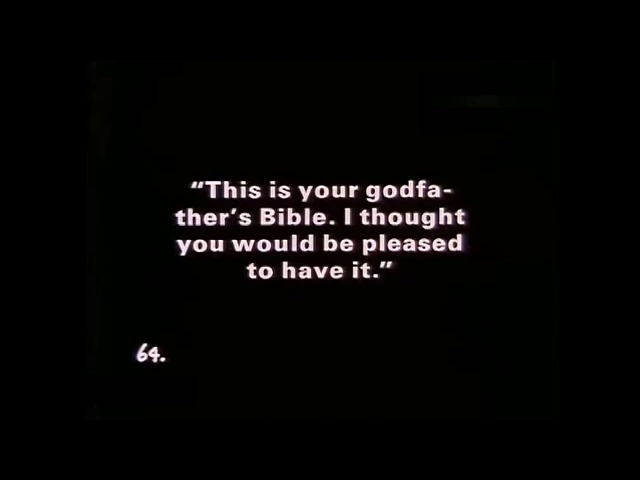 “This is your godfa-
ther’s Bible. I thought
you would be pleased
to have it.”
64.